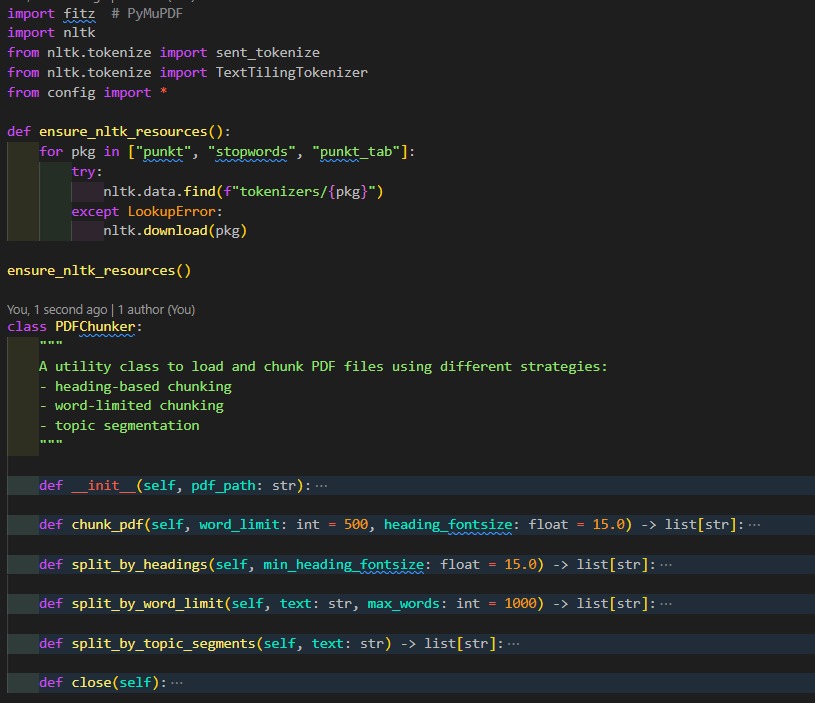 import fitz  # PyMuPDF
import nltk
from nltk.tokenize import sent_tokenize
from nltk.tokenize import TextTilingTokenizer
from config import *

def ensure_nltk_resources():
    for pkg in ["punkt", "stopwords", "punkt_tab"]:
        try:
            nltk.data.find(f"tokenizers/{pkg}")
        except LookupError:
            nltk.download(pkg)

ensure_nltk_resources()

You, 1 second ago | 1 author (You)
class PDFChunker:
    """
    A utility class to load and chunk PDF files using different strategies:
    - heading-based chunking
    - word-limited chunking
    - topic segmentation
    """

    def __init__(self, pdf_path: str):···

    def chunk_pdf(self, word_limit: int = 500, heading_fontsize: float = 15.0) -> list[str]:···

    def split_by_headings(self, min_heading_fontsize: float = 15.0) -> list[str]:···

    def split_by_word_limit(self, text: str, max_words: int = 1000) -> list[str]:···

    def split_by_topic_segments(self, text: str) -> list[str]:···

    def close(self):···